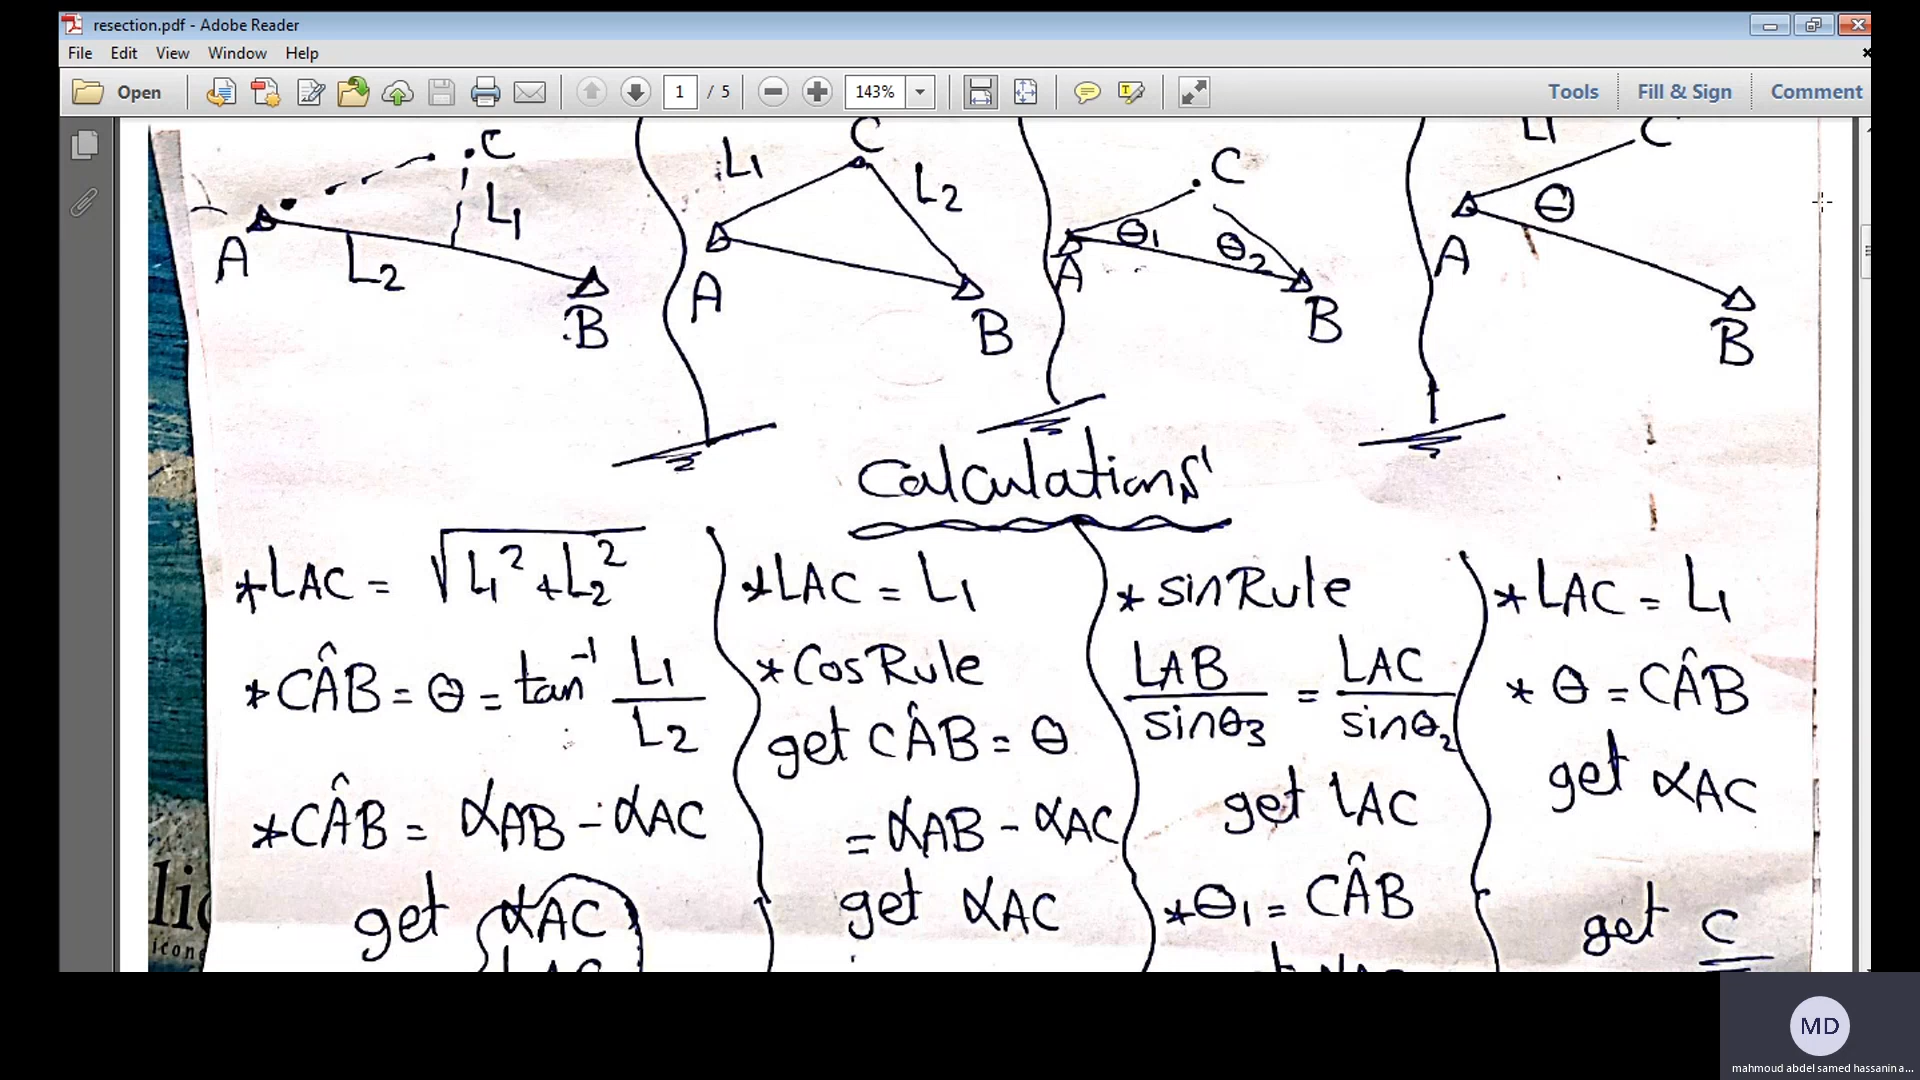 resection.pdf - Adobe Reader
File Edit View Window Help
Open 1 / 5 143% Tools Fill & Sign Comment
C
L1
A
L2
B
L1
C
L2
A
B
C
θ1
θ2
A
B
L1
C
θ
A
B
Calculations
*LAC = √L1² + L2²
*CÂB = θ = tan⁻¹ L1/L2
*CÂB = αAB - αAC
get αAC
LAC
*LAC = L1
*Cos Rule
get CÂB = θ
= αAB - αAC
get αAC
*sin Rule
LAB/sinθ3 = LAC/sinθ2
get LAC
*θ1 = CÂB
*LAC = L1
*θ = CÂB
get αAC
get C
lic
icon
MD
mahmoud abdel samed hassanin a...